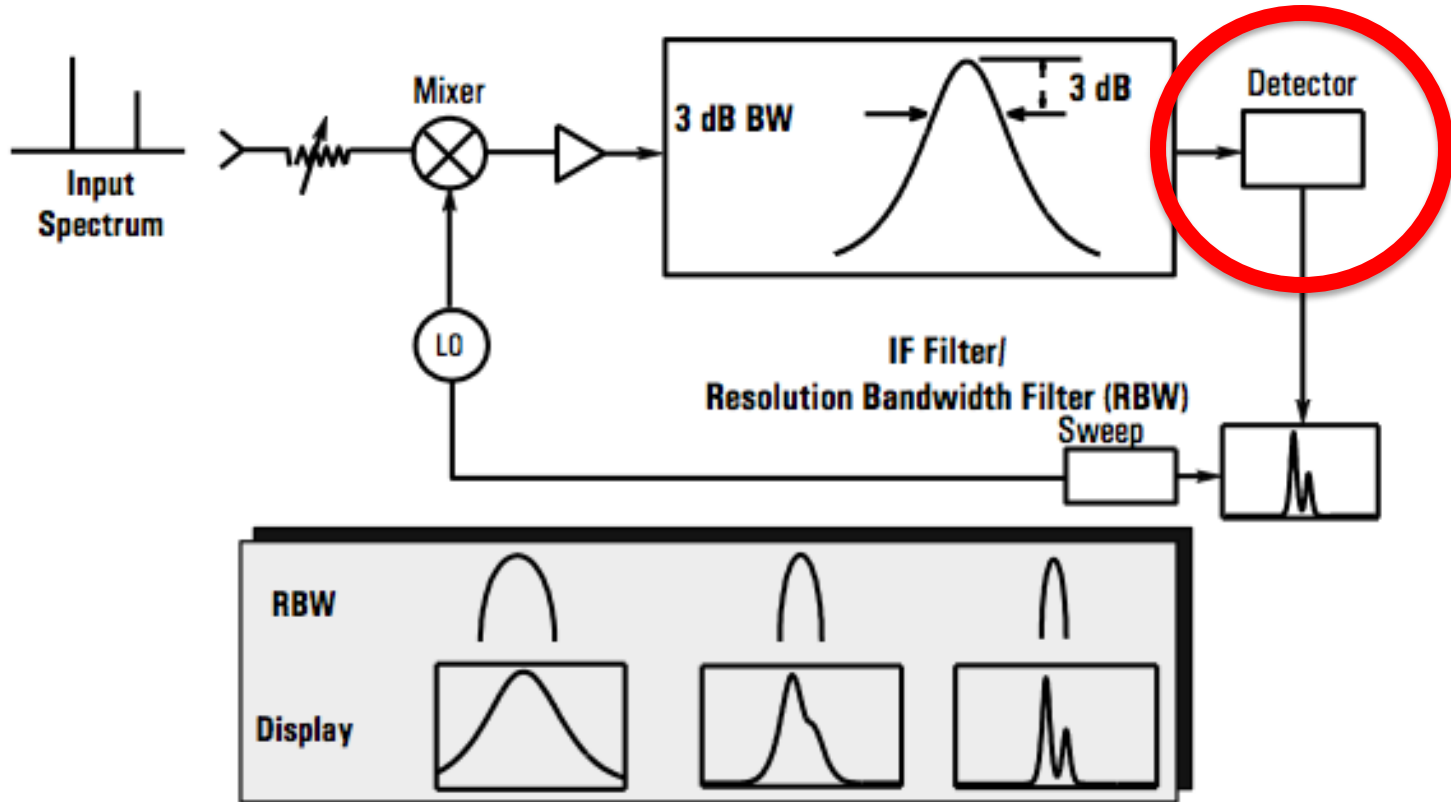 Mixer
3 dB BW
3 dB
Detector
Input
Spectrum
LO
IF Filter/
Resolution Bandwidth Filter (RBW)
Sweep
RBW
Display